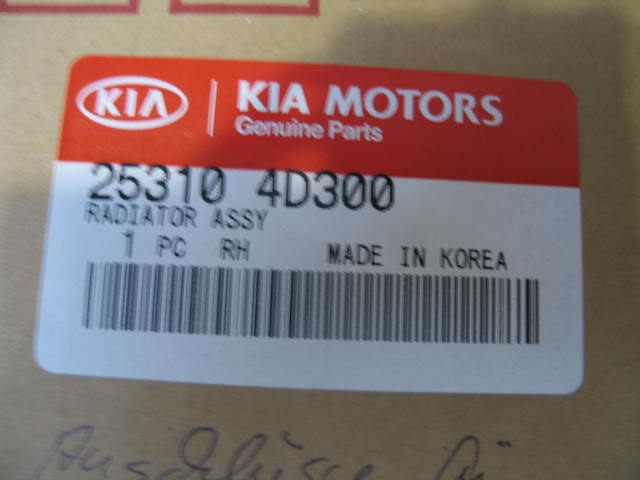 KIA
KIA MOTORS
Genuine Parts
25310 4D300
RADIATOR ASSY
1 PC RH MADE IN KOREA